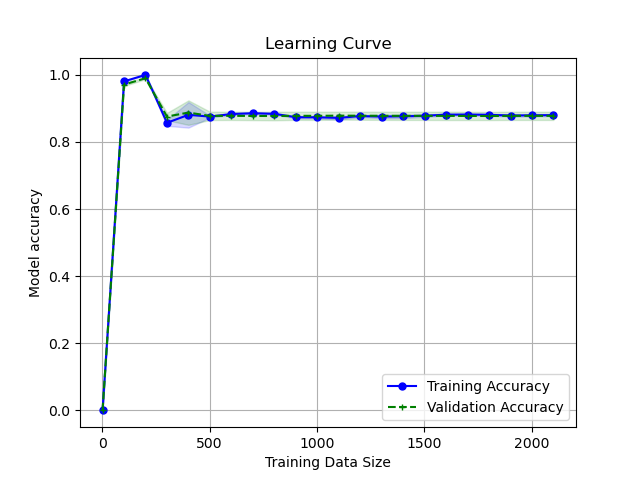 Learning Curve
1.0
0.8
0.6
0.4
0.2
0.0
Model accuracy
Training Accuracy
Validation Accuracy
0 500 1000 1500 2000
Training Data Size